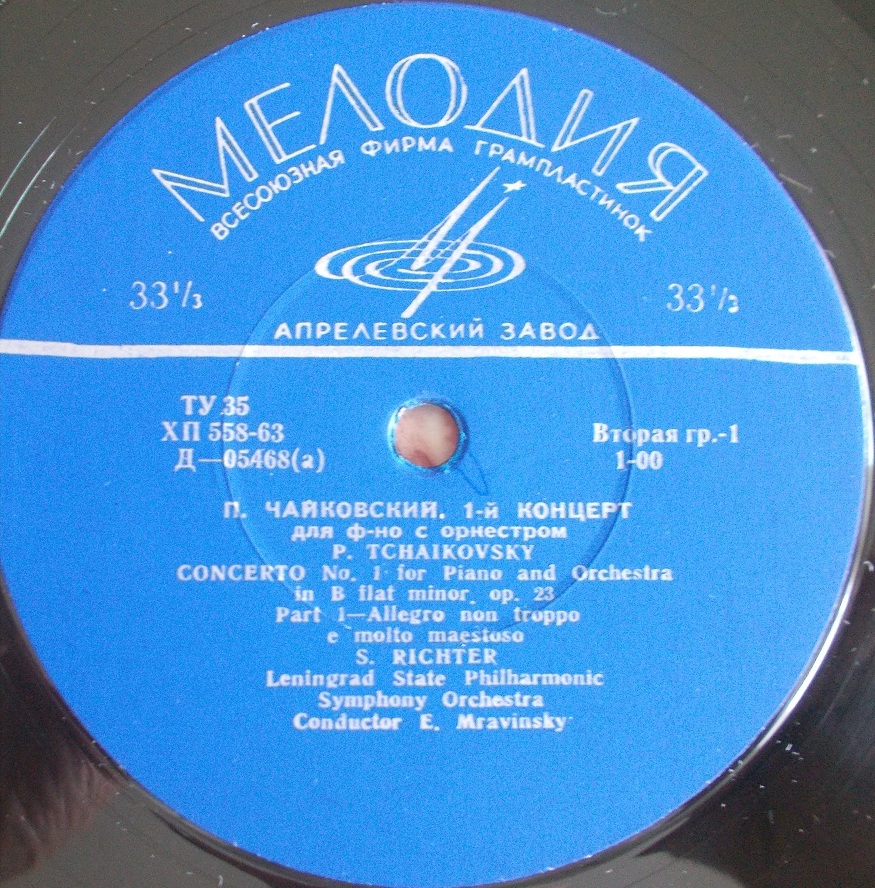 МЕЛОДИЯ
ВСЕСОЮЗНАЯ ФИРМА ГРАМПЛАСТИНОК
33⅓ 33⅓
АПРЕЛЕВСКИЙ ЗАВОД
ТУ 35
ХП 558-63 Вторая гр.-1
Д—05468(а) 1-00
П. ЧАЙКОВСКИЙ. 1-й КОНЦЕРТ
для ф-но с орнестром
P. TCHAIKOVSKY
CONCERTO No. 1 for Piano and Orchestra
in B flat minor, op. 23
Part 1—Allegro non troppo
e molto maestoso
S. RICHTER
Leningrad State Philharmonic
Symphony Orchestra
Conductor E. Mravinsky